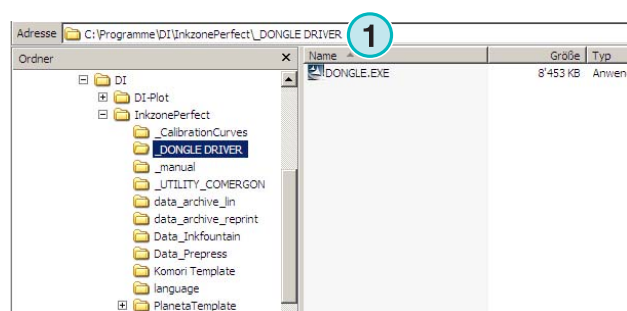 Adresse C:\Programme\DI\InkzonePerfect\_DONGLE DRIVER
1
Ordner x Name Größe Typ
DI DONGLE.EXE 8'453 KB Anwen
DI-Plot
InkzonePerfect
_CalibrationCurves
_DONGLE DRIVER
_manual
_UTILITY_COMERGON
data_archive_lin
data_archive_reprint
Data_Inkfountain
Data_Prepress
Komori Template
language
PlanetaTemplate